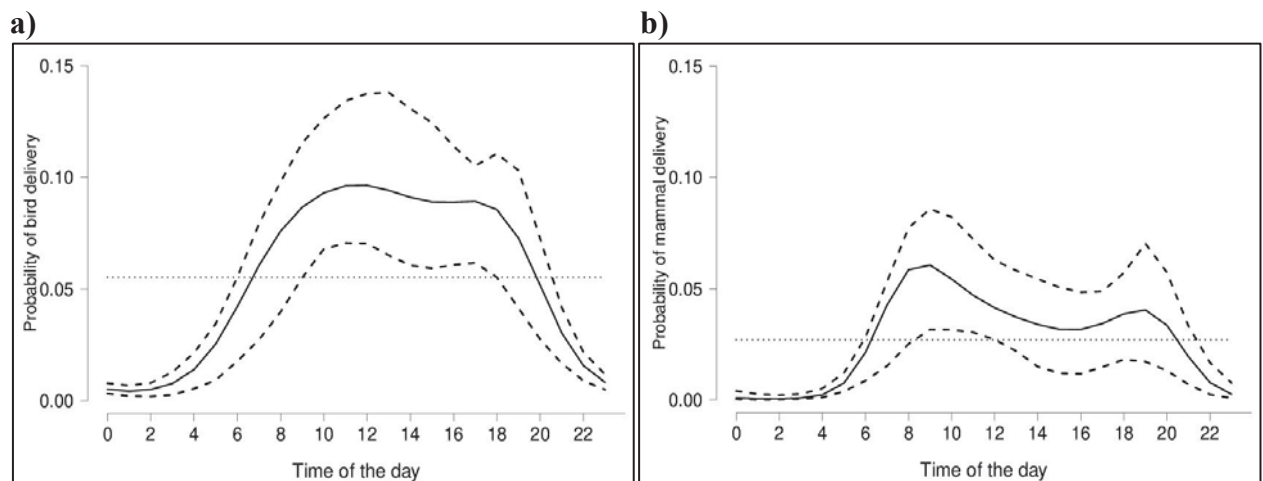 a)
0.15
0.10
0.05
0.00
Probability of bird delivery
0 2 4 6 8 10 12 14 16 18 20 22
Time of the day
b)
0.15
0.10
0.05
0.00
Probability of mammal delivery
0 2 4 6 8 10 12 14 16 18 20 22
Time of the day